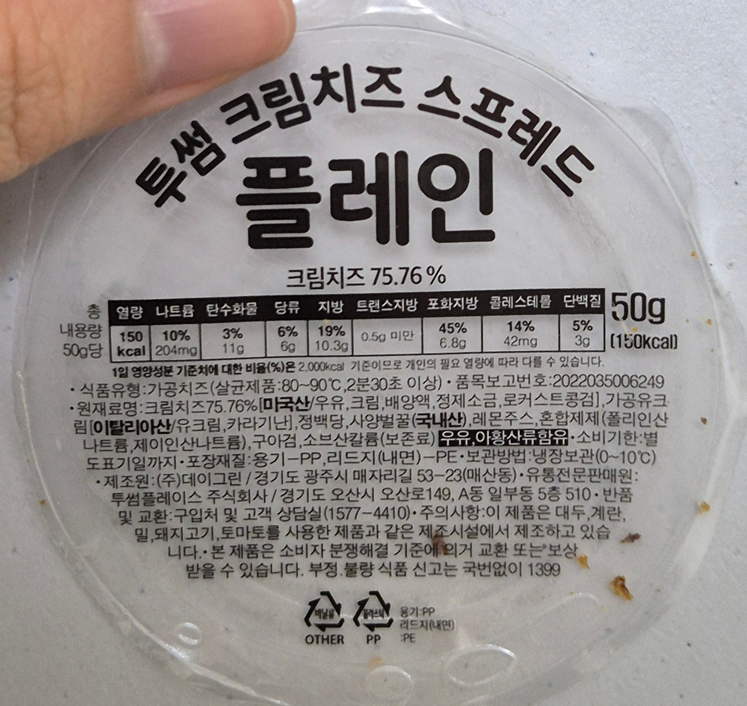 투썸 크림치즈 스프레드
플레인
크림치즈 75.76 %
총 내용량 50g당
열량 나트륨 탄수화물 당류 지방 트랜스지방 포화지방 콜레스테롤 단백질
150 kcal 10% 204mg 3% 11g 6% 6g 19% 10.3g 0.5g 미만 45% 6.8g 14% 42mg 5% 3g
50g
(150kcal)
1일 영양성분 기준치에 대한 비율(%)은 2,000kcal 기준이므로 개인의 필요 열량에 따라 다를 수 있습니다.
• 식품유형:가공치즈(살균제품:80~90℃,2분30초 이상) • 품목보고번호:2022035006249
• 원재료명:크림치즈75.76%[미국산/우유,크림,배양액,정제소금,로커스트콩검],가공유크
림[이탈리아산/유크림,카라기난],정백당,사양벌꿀(국내산),레몬주스,혼합제제(폴리인산
나트륨,제이인산나트륨),구아검,소브산칼륨(보존료) 우유,아황산류함유 • 소비기한:별
도표기일까지 • 포장재질:용기-PP,리드지(내면)-PE • 보관방법:냉장보관(0~10℃)
• 제조원:(주)데이그린/경기도 광주시 매자리길 53-23(매산동) • 유통전문판매원:
투썸플레이스 주식회사/경기도 오산시 오산로149, A동 일부동 5층 510 • 반품
및 교환:구입처 및 고객 상담실(1577-4410) • 주의사항:이 제품은 대두,계란,
밀,돼지고기,토마토를 사용한 제품과 같은 제조시설에서 제조하고 있습
니다. • 본 제품은 소비자 분쟁해결 기준에 의거 교환 또는 보상
받을 수 있습니다. 부정·불량 식품 신고는 국번없이 1399
비닐류 플라스틱 용기:PP
리드지(내면)
:PE
OTHER PP